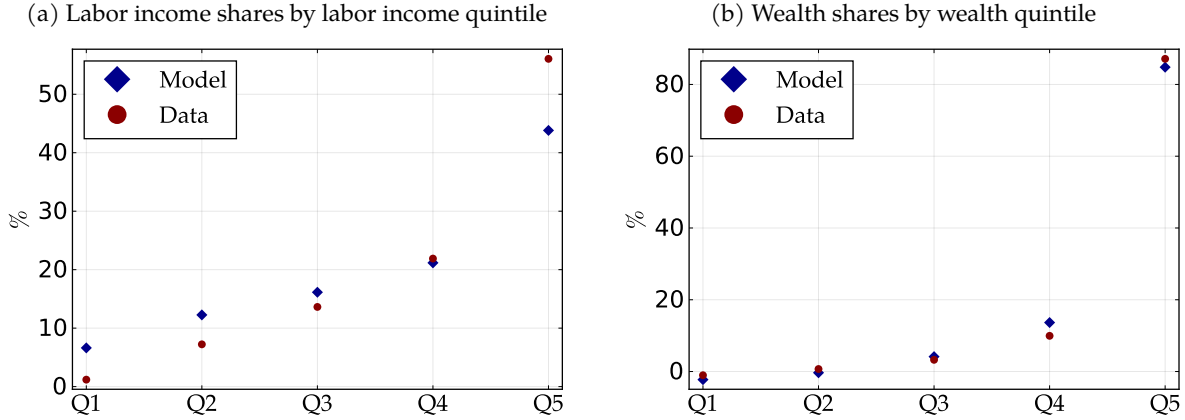 (a) Labor income shares by labor income quintile
%
50
40
30
20
10
0
Model
Data
Q1 Q2 Q3 Q4 Q5
(b) Wealth shares by wealth quintile
%
80
60
40
20
0
Model
Data
Q1 Q2 Q3 Q4 Q5